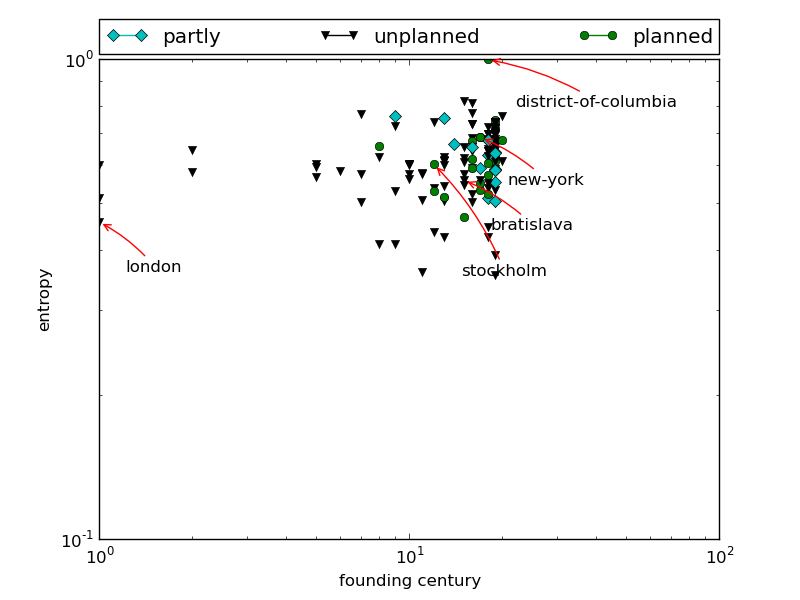 partly unplanned planned
10⁰
district-of-columbia
new-york
bratislava
stockholm
london
entropy
10⁻¹
10⁰ 10¹ 10²
founding century